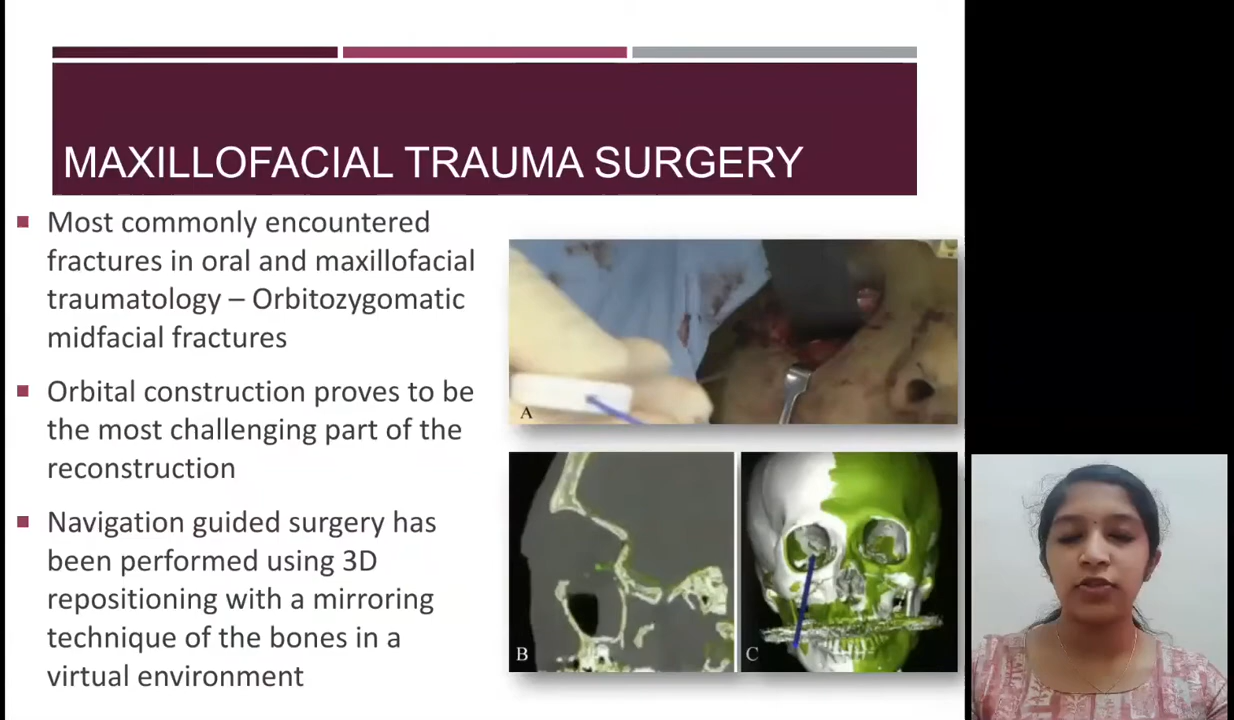 MAXILLOFACIAL TRAUMA SURGERY
Most commonly encountered
fractures in oral and maxillofacial
traumatology – Orbitozygomatic
midfacial fractures
Orbital construction proves to be
the most challenging part of the
reconstruction
Navigation guided surgery has
been performed using 3D
repositioning with a mirroring
technique of the bones in a
virtual environment
A
B
C